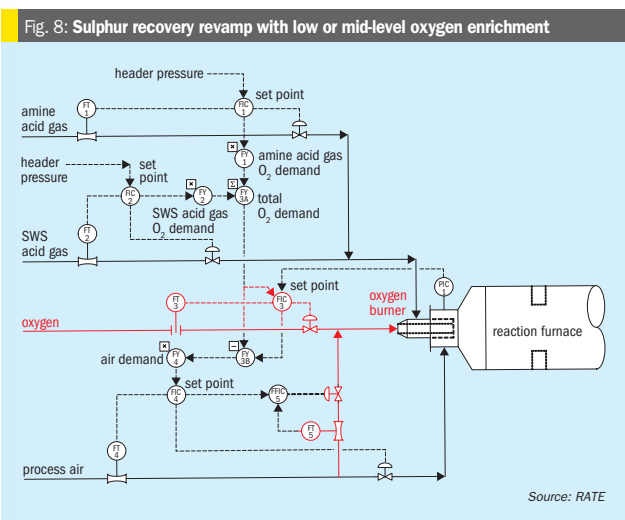 Fig. 8: Sulphur recovery revamp with low or mid-level oxygen enrichment
header pressure
set point
FT
1
FIC
1
amine
acid gas
×
FY
1
amine acid gas
O2 demand
header
pressure
set
point
FIC
2
×
FY
2
Σ
FY
3A
total
O2 demand
SWS acid gas
O2 demand
FT
2
SWS
acid gas
set point
PIC
1
FT
3
FIC
3
oxygen
burner
oxygen
reaction furnace
air demand
×
FY
4
−
FY
3B
set point
FIC
4
FFIC
5
FT
5
FT
4
process air
Source: RATE